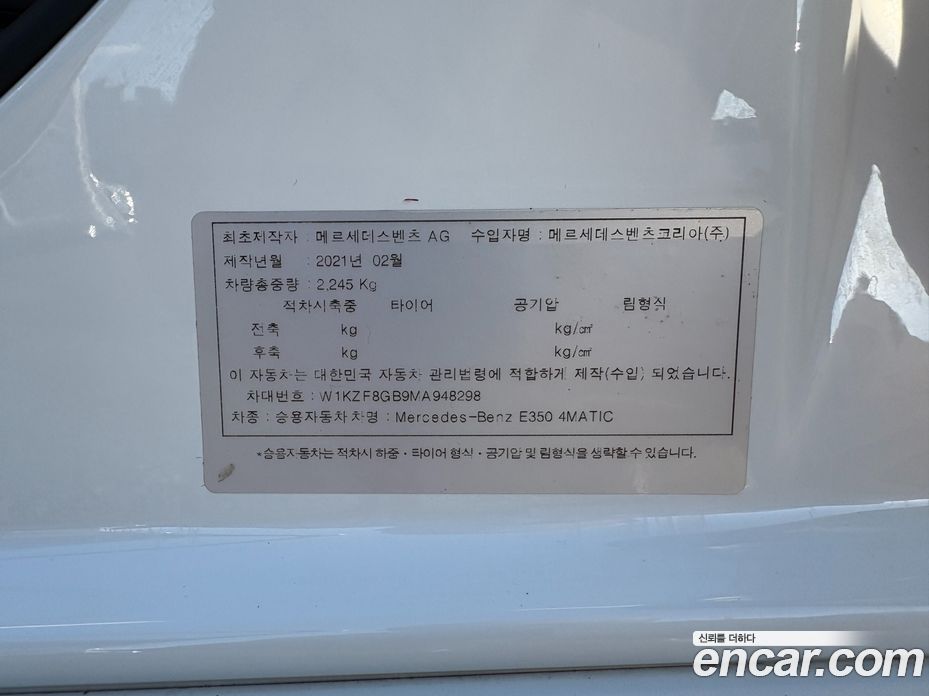 최초제작자 : 메르세데스벤츠 AG 수입자명 : 메르세데스벤츠코리아(주)
제작년월 : 2021년 02월
차량총중량 : 2,245 Kg
적차시축중 타이어 공기압 림형식
전축 kg kg/㎠
후축 kg kg/㎠
이 자동차는 대한민국 자동차 관리법령에 적합하게 제작(수입) 되었습니다.
차대번호 : W1KZF8GB9MA948298
차종 : 승용자동차 차명 : Mercedes-Benz E350 4MATIC
*승용자동차는 적차시 하중·타이어 형식·공기압 및 림형식을 생략할 수 있습니다.
신뢰를 더하다
encar.com